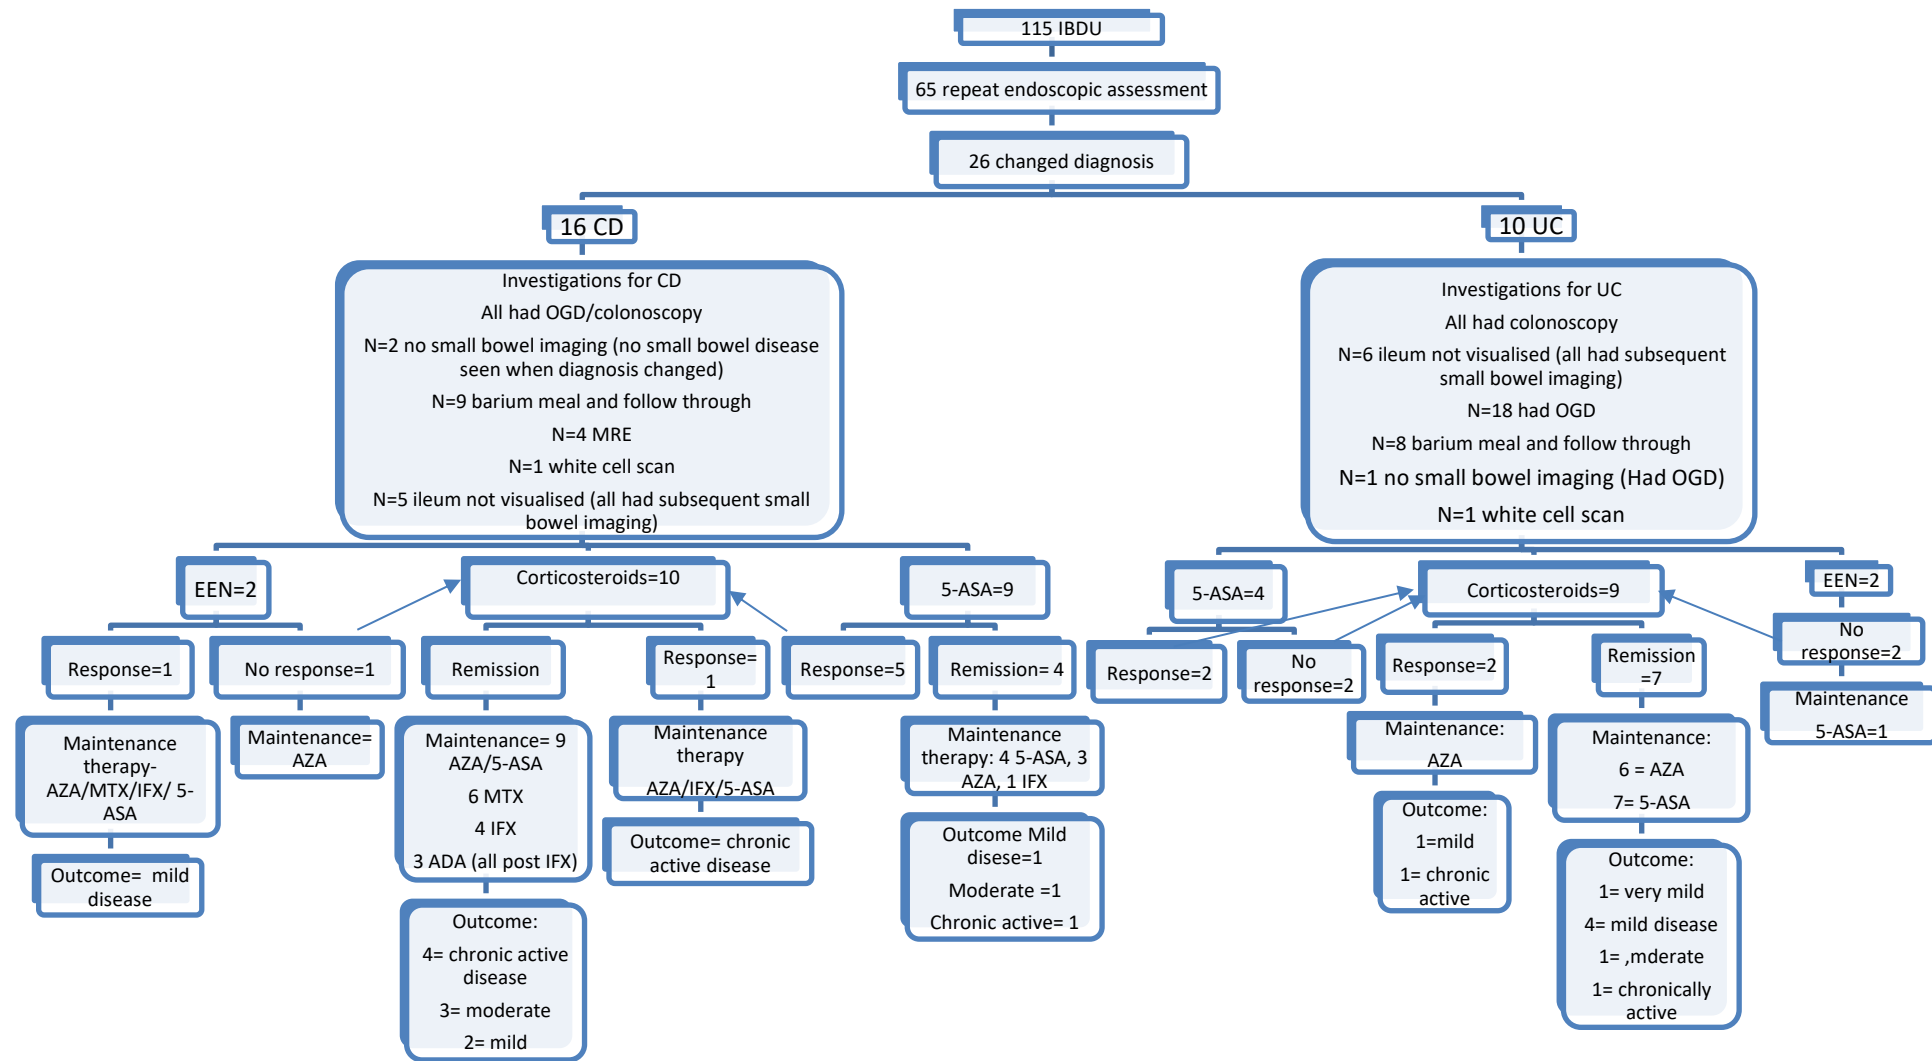 115 IBDU
65 repeat endoscopic assessment
26 changed diagnosis
16 CD
10 UC
Investigations for CD
All had OGD/colonoscopy
N=2 no small bowel imaging (no small bowel disease
seen when diagnosis changed)
N=9 barium meal and follow through
N=4 MRE
N=1 white cell scan
N=5 ileum not visualised (all had subsequent small
bowel imaging)
Investigations for UC
All had colonoscopy
N=6 ileum not visualised (all had subsequent
small bowel imaging)
N=18 had OGD
N=8 barium meal and follow through
N=1 no small bowel imaging (Had OGD)
N=1 white cell scan
EEN=2
Corticosteroids=10
5-ASA=9
5-ASA=4
Corticosteroids=9
EEN=2
Response=1
No response=1
Remission
Response=
1
Response=5
Remission= 4
Response=2
No
response=2
Response=2
Remission
=7
No
response=2
Maintenance
therapy-
AZA/MTX/IFX/ 5-
ASA
Maintenance=
AZA
Maintenance= 9
AZA/5-ASA
6 MTX
4 IFX
3 ADA (all post IFX)
Maintenance
therapy
AZA/IFX/5-ASA
Maintenance
therapy: 4 5-ASA, 3
AZA, 1 IFX
Maintenance:
AZA
Maintenance:
6 = AZA
7= 5-ASA
Maintenance
5-ASA=1
Outcome= mild
disease
Outcome:
4= chronic active
disease
3= moderate
2= mild
Outcome= chronic
active disease
Outcome Mild
disese=1
Moderate =1
Chronic active= 1
Outcome:
1=mild
1= chronic
active
Outcome:
1= very mild
4= mild disease
1= ,mderate
1= chronically
active